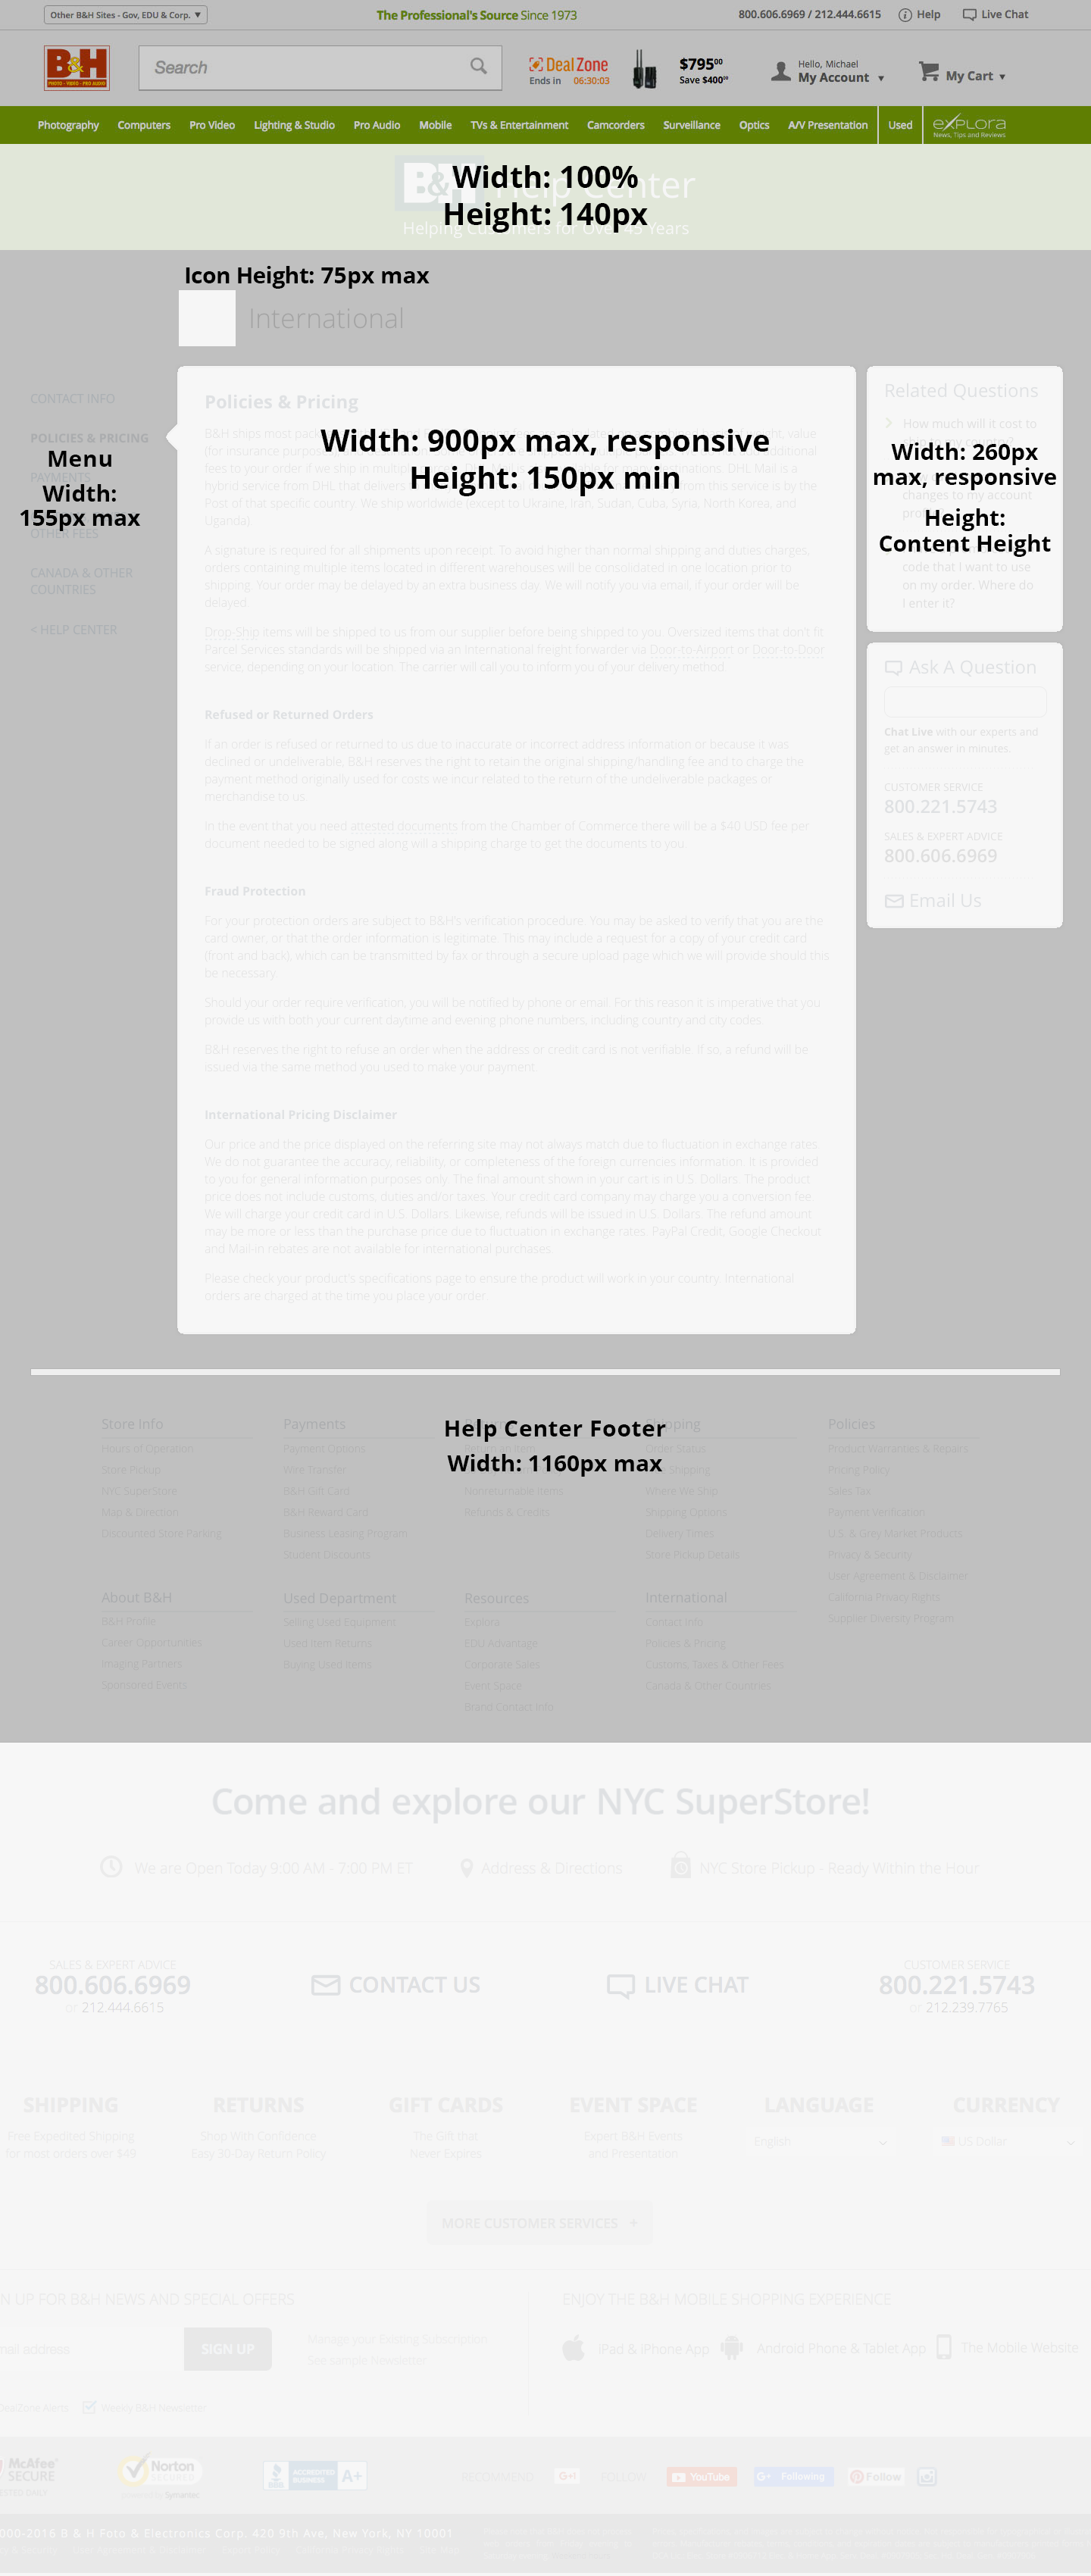 Other B&H Sites - Gov, EDU & Corp. ▼
The Professional's Source Since 1973
800.606.6969 / 212.444.6615
Help
Live Chat
B&H
PHOTO · VIDEO · PRO AUDIO
Search
Deal Zone
Ends in 06:30:03
$795.00
Save $400
Hello, Michael
My Account ▼
My Cart ▼
Photography Computers Pro Video Lighting & Studio Pro Audio Mobile TVs & Entertainment Camcorders Surveillance Optics A/V Presentation Used eXPLORA
News, Tips and Reviews
B&H Help Center
Helping Customers for Over 45 Years
Width: 100%
Height: 140px
Icon Height: 75px max
International
CONTACT INFO
POLICIES & PRICING
PAYMENTS
OTHER FEES
CANADA & OTHER
COUNTRIES
< HELP CENTER
Menu
Width:
155px max
Policies & Pricing
Width: 900px max, responsive
Height: 150px min
hybrid service from DHL that delivers
Post of that specific country. We ship worldwide (except to Ukraine, Iran, Sudan, Cuba, Syria, North Korea, and
Uganda).
A signature is required for all shipments upon receipt. To avoid higher than normal shipping and duties charges,
orders containing multiple items located in different warehouses will be consolidated in one location prior to
shipping. Your order may be delayed by an extra business day. We will notify you via email, if your order will be
delayed.
Drop-Ship items will be shipped to us from our supplier before being shipped to you. Oversized items that don't fit
Parcel Services standards will be shipped via an International freight forwarder via Door-to-Airport or Door-to-Door
service, depending on your location. The carrier will call you to inform you of your delivery method.
Refused or Returned Orders
If an order is refused or returned to us due to inaccurate or incorrect address information or because it was
declined or undeliverable, B&H reserves the right to retain the original shipping/handling fee and to charge the
payment method originally used for costs we incur related to the return of the undeliverable packages or
merchandise to us.
In the event that you need attested documents from the Chamber of Commerce there will be a $40 USD fee per
document needed to be signed along will a shipping charge to get the documents to you.
Fraud Protection
For your protection orders are subject to B&H's verification procedure. You may be asked to verify that you are the
card owner, or that the order information is legitimate. This may include a request for a copy of your credit card
(front and back), which can be transmitted by fax or through a secure upload page which we will provide should this
be necessary.
Should your order require verification, you will be notified by phone or email. For this reason it is imperative that you
provide us with both your current daytime and evening phone numbers, including country and city codes.
B&H reserves the right to refuse an order when the address or credit card is not verifiable. If so, a refund will be
issued via the same method you used to make your payment.
International Pricing Disclaimer
Our price and the price displayed on the referring site may not always match due to fluctuation in exchange rates.
We do not guarantee the accuracy, reliability, or completeness of the foreign currencies information. It is provided
to you for general information purposes only. The final amount shown in your cart is in U.S. Dollars. The product
price does not include customs, duties and/or taxes. Your credit card company may charge you a conversion fee.
We will charge your credit card in U.S. Dollars. Likewise, refunds will be issued in U.S. Dollars. The refund amount
may be more or less than the purchase price due to fluctuation in exchange rates. PayPal Credit, Google Checkout
and Mail-in rebates are not available for international purchases.
Please check your product's specifications page to ensure the product will work in your country. International
orders are charged at the time you place your order.
Related Questions
How much will it cost to
Width: 260px
max, responsive
changes to my account
Height:
Content Height
code that I want to use
on my order. Where do
I enter it?
Ask A Question
Chat Live with our experts and
get an answer in minutes.
CUSTOMER SERVICE
800.221.5743
SALES & EXPERT ADVICE
800.606.6969
Email Us
Help Center Footer
Width: 1160px max
Store Info
Hours of Operation
Store Pickup
NYC SuperStore
Map & Direction
Discounted Store Parking
Payments
Payment Options
Wire Transfer
B&H Gift Card
B&H Reward Card
Business Leasing Program
Student Discounts
Nonreturnable Items
Refunds & Credits
Shipping
Order Status
Where We Ship
Shipping Options
Delivery Times
Store Pickup Details
Policies
Product Warranties & Repairs
Pricing Policy
Sales Tax
Payment Verification
U.S. & Grey Market Products
Privacy & Security
User Agreement & Disclaimer
California Privacy Rights
Supplier Diversity Program
About B&H
B&H Profile
Career Opportunities
Imaging Partners
Sponsored Events
Used Department
Selling Used Equipment
Used Item Returns
Buying Used Items
Resources
Explora
EDU Advantage
Corporate Sales
Event Space
Brand Contact Info
International
Contact Info
Policies & Pricing
Customs, Taxes & Other Fees
Canada & Other Countries
Come and explore our NYC SuperStore!
We are Open Today 9:00 AM - 7:00 PM ET
Address & Directions
NYC Store Pickup - Ready Within the Hour
SALES & EXPERT ADVICE
800.606.6969
or 212.444.6615
CONTACT US
LIVE CHAT
CUSTOMER SERVICE
800.221.5743
or 212.239.7765
SHIPPING
Free Expedited Shipping
for most orders over $49
RETURNS
Shop With Confidence
Easy 30-Day Return Policy
GIFT CARDS
The Gift that
Never Expires
EVENT SPACE
Expert B&H Events
and Presentation
LANGUAGE
English
CURRENCY
US Dollar
MORE CUSTOMER SERVICES +
N UP FOR B&H NEWS AND SPECIAL OFFERS
mail address
SIGN UP
Manage your Existing Subscription
See sample Newsletter
DealZone Alerts
Weekly B&H Newsletter
ENJOY THE B&H MOBILE SHOPPING EXPERIENCE
iPad & iPhone App
Android Phone & Tablet App
The Mobile Website
McAfee
SECURE
TESTED DAILY
Norton
SECURED
powered by Symantec
BBB
ACCREDITED
BUSINESS
A+
RECOMMEND
G+1
FOLLOW
YouTube
G+ Following
Follow
000-2016 B & H Foto & Electronics Corp. 420 9th Ave, New York, NY 10001